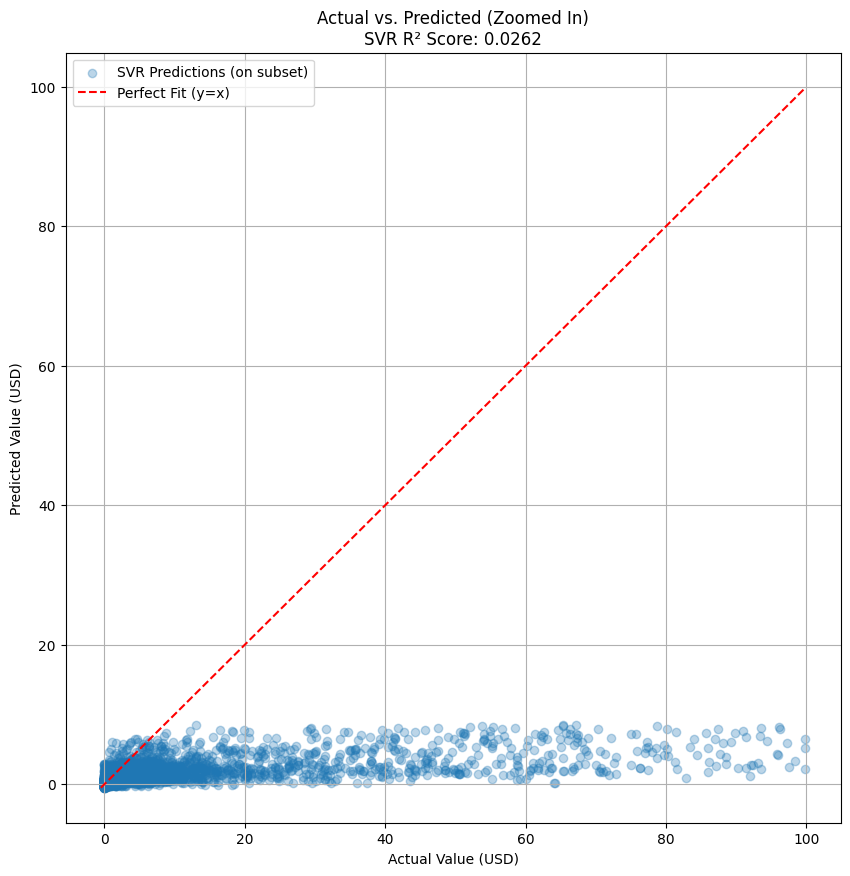 Actual vs. Predicted (Zoomed In)
SVR R² Score: 0.0262
SVR Predictions (on subset)
Perfect Fit (y=x)
100
80
60
40
20
0
Predicted Value (USD)
0 20 40 60 80 100
Actual Value (USD)